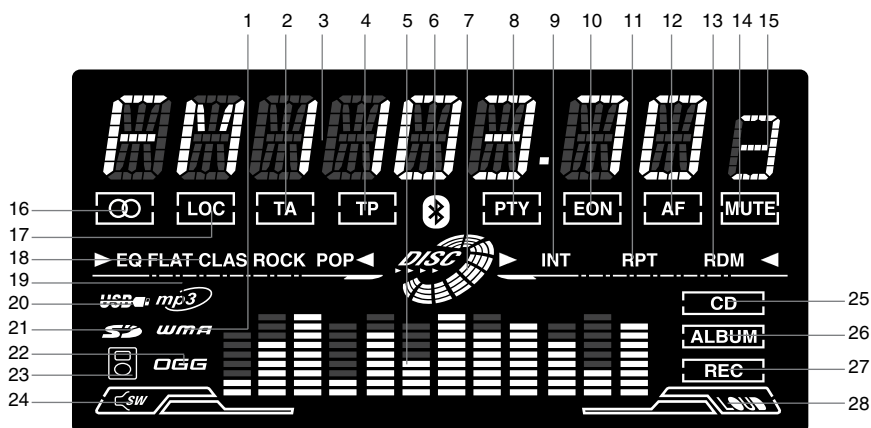 1 2 3 4 5 6 7 8 9 10 11 12 13 14 15
FM 103.00 3
16 LOC TA TP PTY EON AF MUTE
17
18 EQ FLAT CLAS ROCK POP DISC INT RPT RDM
19
20 USB mp3 CD 25
21 SD WMA ALBUM 26
22 OGG REC 27
23
24 SW LOUD 28